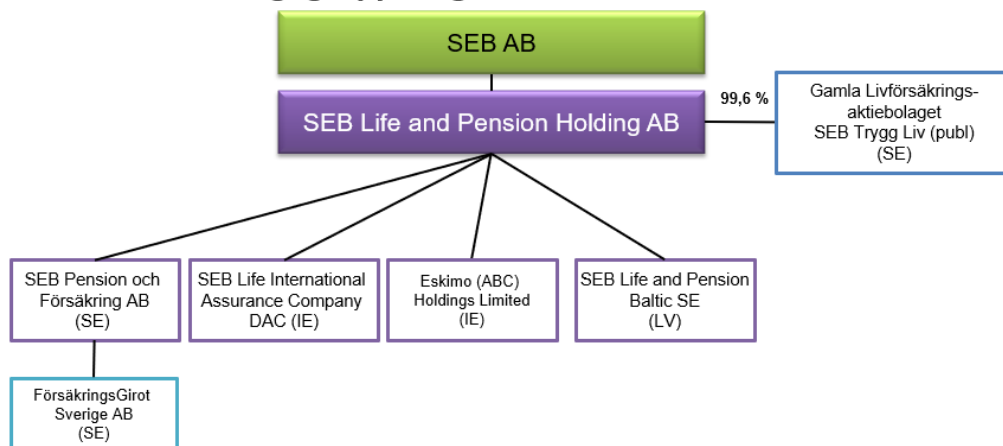 SEB AB
SEB Life and Pension Holding AB
99,6 %
Gamla Livförsäkrings-
aktiebolaget
SEB Trygg Liv (publ)
(SE)
SEB Pension och
Försäkring AB
(SE)
SEB Life International
Assurance Company
DAC (IE)
Eskimo (ABC)
Holdings Limited
(IE)
SEB Life and Pension
Baltic SE
(LV)
FörsäkringsGirot
Sverige AB
(SE)